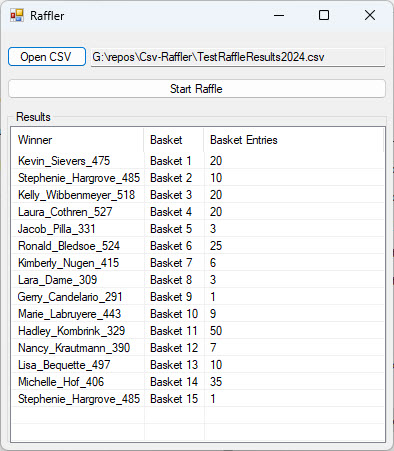 Raffler
Open CSV G:\repos\Csv-Raffler\TestRaffleResults2024.csv
Start Raffle
Results
Winner Basket Basket Entries
Kevin_Sievers_475 Basket 1 20
Stephenie_Hargrove_485 Basket 2 10
Kelly_Wibbenmeyer_518 Basket 3 20
Laura_Cothren_527 Basket 4 20
Jacob_Pilla_331 Basket 5 3
Ronald_Bledsoe_524 Basket 6 25
Kimberly_Nugen_415 Basket 7 6
Lara_Dame_309 Basket 8 3
Gerry_Candelario_291 Basket 9 1
Marie_Labruyere_443 Basket 10 9
Hadley_Kombrink_329 Basket 11 50
Nancy_Krautmann_390 Basket 12 7
Lisa_Bequette_497 Basket 13 10
Michelle_Hof_406 Basket 14 35
Stephenie_Hargrove_485 Basket 15 1